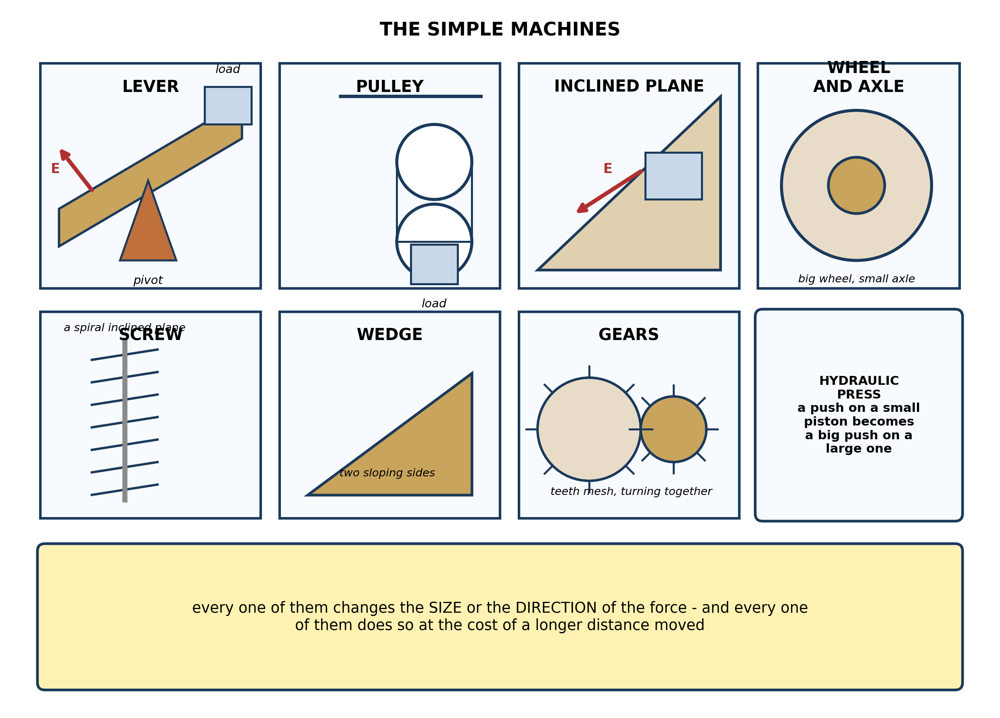 THE SIMPLE MACHINES
load
LEVER
E
pivot
PULLEY
load
INCLINED PLANE
E
WHEEL
AND AXLE
big wheel, small axle
a spiral inclined plane
SCREW
WEDGE
two sloping sides
GEARS
teeth mesh, turning together
HYDRAULIC
PRESS
a push on a small
piston becomes
a big push on a
large one
every one of them changes the SIZE or the DIRECTION of the force - and every one
of them does so at the cost of a longer distance moved